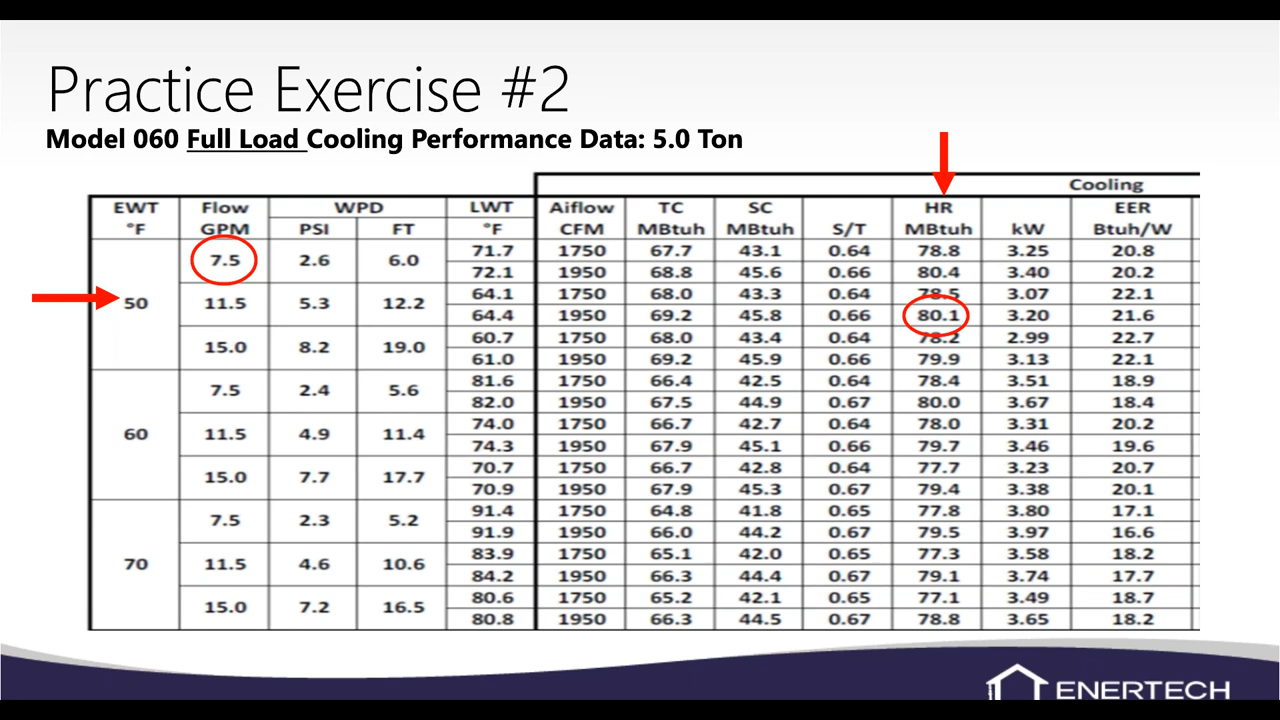 Practice Exercise #2
Model 060 Full Load Cooling Performance Data: 5.0 Ton
Cooling
EWT Flow WPD LWT Aiflow TC SC HR EER
°F GPM PSI FT °F CFM MBtuh MBtuh S/T MBtuh kW Btuh/W
50 7.5 2.6 6.0 71.7 1750 67.7 43.1 0.64 78.8 3.25 20.8
72.1 1950 68.8 45.6 0.66 80.4 3.40 20.2
11.5 5.3 12.2 64.1 1750 68.0 43.3 0.64 78.5 3.07 22.1
64.4 1950 69.2 45.8 0.66 80.1 3.20 21.6
15.0 8.2 19.0 60.7 1750 68.0 43.4 0.64 78.2 2.99 22.7
61.0 1950 69.2 45.9 0.66 79.9 3.13 22.1
60 7.5 2.4 5.6 81.6 1750 66.4 42.5 0.64 78.4 3.51 18.9
82.0 1950 67.5 44.9 0.67 80.0 3.67 18.4
11.5 4.9 11.4 74.0 1750 66.7 42.7 0.64 78.0 3.31 20.2
74.3 1950 67.9 45.1 0.66 79.7 3.46 19.6
15.0 7.7 17.7 70.7 1750 66.7 42.8 0.64 77.7 3.23 20.7
70.9 1950 67.9 45.3 0.67 79.4 3.38 20.1
70 7.5 2.3 5.2 91.4 1750 64.8 41.8 0.65 77.8 3.80 17.1
91.9 1950 66.0 44.2 0.67 79.5 3.97 16.6
11.5 4.6 10.6 83.9 1750 65.1 42.0 0.65 77.3 3.58 18.2
84.2 1950 66.3 44.4 0.67 79.1 3.74 17.7
15.0 7.2 16.5 80.6 1750 65.2 42.1 0.65 77.1 3.49 18.7
80.8 1950 66.3 44.5 0.67 78.8 3.65 18.2
ENERTECH